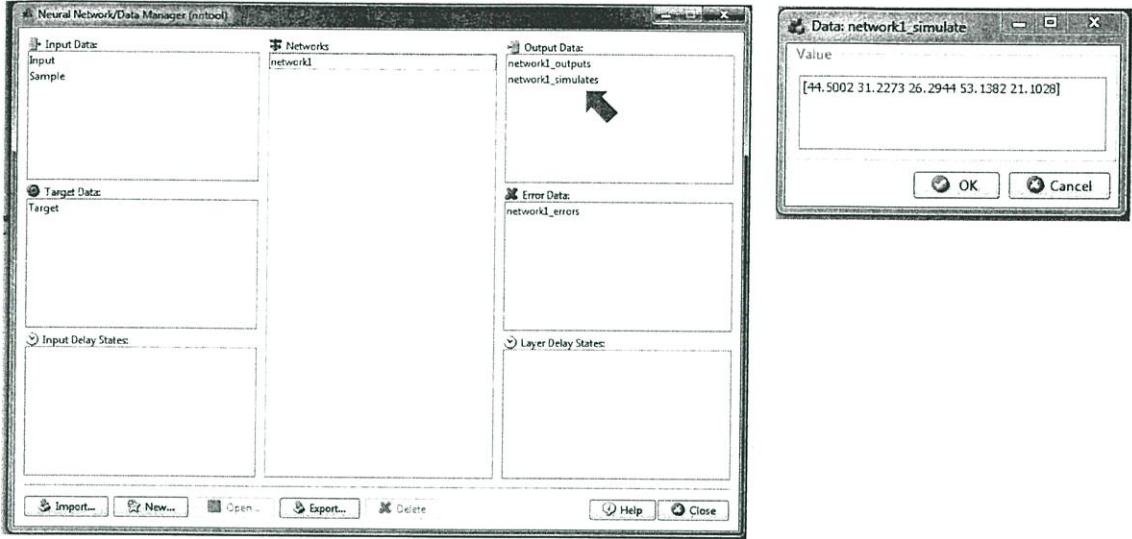 Neural Network/Data Manager (nntool)
Input Data:
Input
Sample
Networks
network1
Output Data:
network1_outputs
network1_simulates
Target Data:
Target
Error Data:
network1_errors
Input Delay States:
Layer Delay States:
Import...
New...
Open...
Export...
Delete
Help
Close
Data: network1_simulate
Value
[44.5002 31.2273 26.2944 53.1382 21.1028]
OK
Cancel